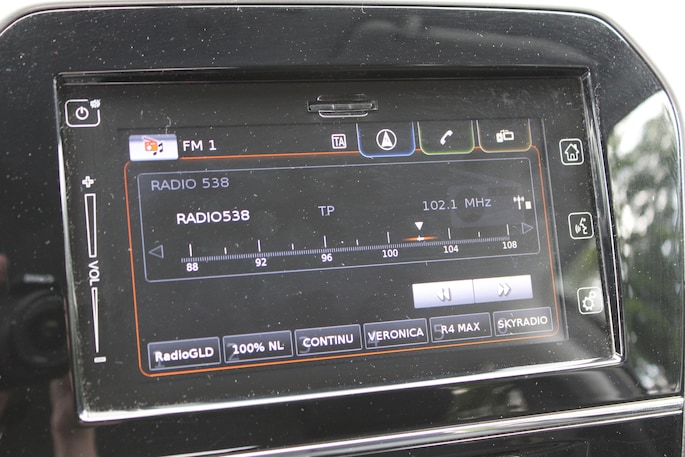 FM 1
TA
RADIO 538
RADIO538
TP
102.1 MHz
88 92 96 100 104 108
VOL
RadioGLD
100% NL
CONTINU
VERONICA
R4 MAX
SKYRADIO